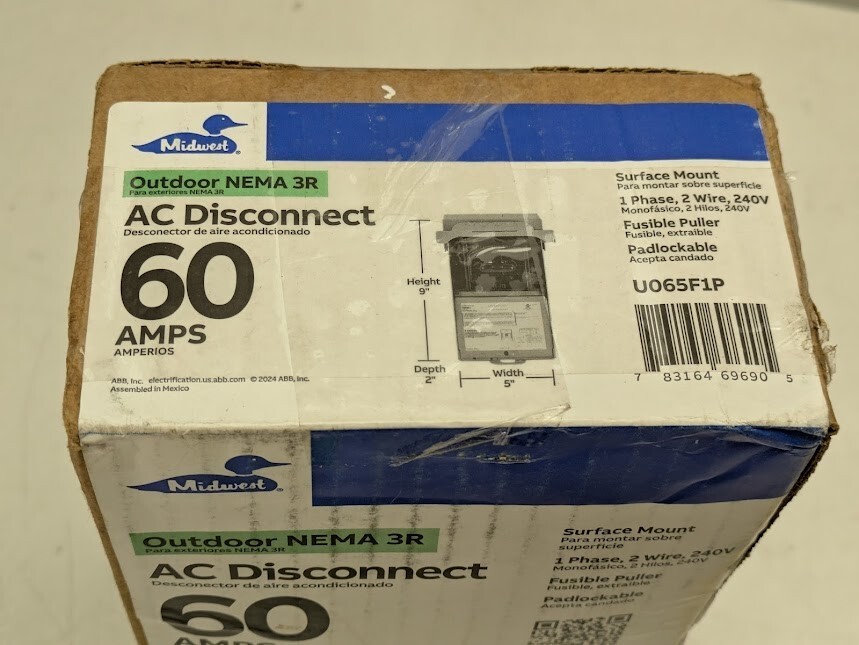 Midwest
Outdoor NEMA 3R
Para exteriores NEMA 3R
AC Disconnect
Desconector de aire acondicionado
60
AMPS
AMPERIOS
ABB, Inc. electrification.us.abb.com © 2024 ABB, Inc.
Assembled in Mexico
Height
9"
Depth
2"
Width
5"
Surface Mount
Para montar sobre superficie
1 Phase, 2 Wire, 240V
Monofásico, 2 Hilos, 240V
Fusible Puller
Fusible, extraible
Padlockable
Acepta candado
U065F1P
7 83164 69690 5
Midwest
Outdoor NEMA 3R
Para exteriores NEMA 3R
AC Disconnect
Desconector de aire acondicionado
60
AMPS
Surface Mount
Para montar sobre
superficie
1 Phase, 2 Wire, 240V
Monofásico, 2 Hilos, 240V
Fusible Puller
Fusible, extraible
Padlockable
Acepta candado